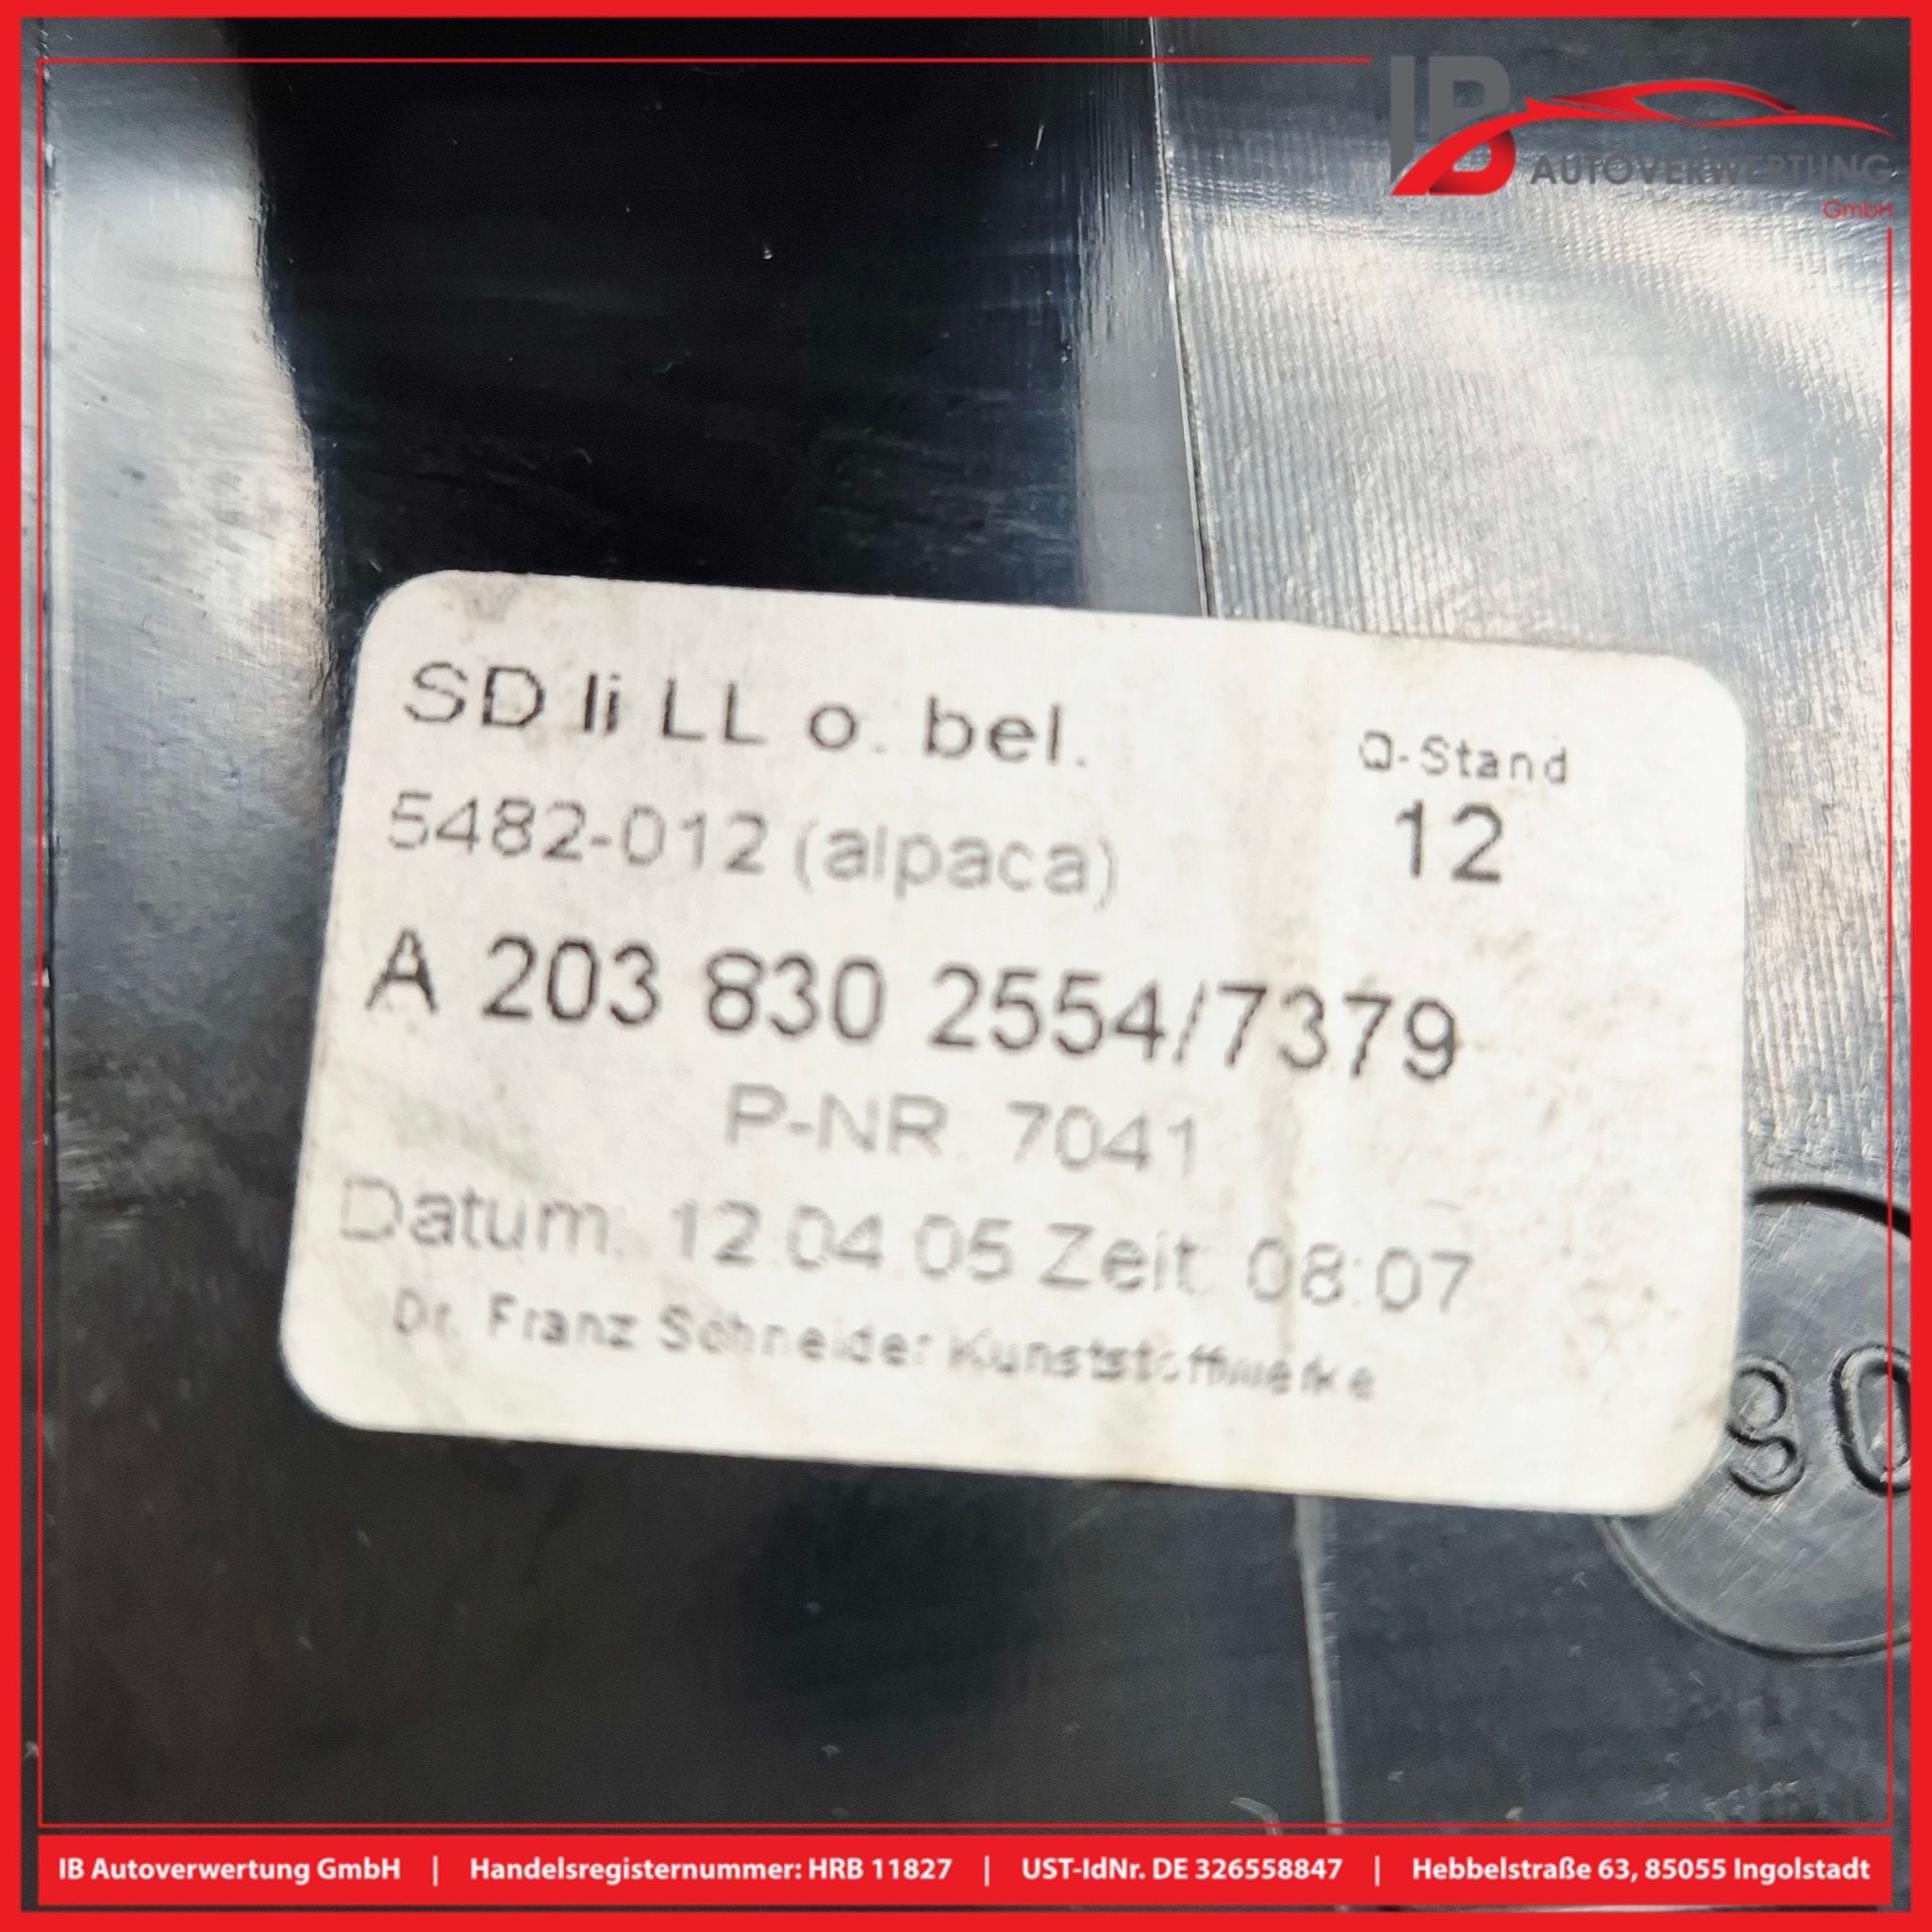 IB
AUTOVERWERTUNG
GmbH
SD li LL o. bel.
Q-Stand
5482-012 (alpaca)
12
A 203 830 2554/7379
P-NR. 7041
Datum: 12.04.05 Zeit: 08:07
Dr. Franz Schneider Kunststoffwerke
80
IB Autoverwertung GmbH | Handelsregisternummer: HRB 11827 | UST-IdNr. DE 326558847 | Hebbelstraße 63, 85055 Ingolstadt